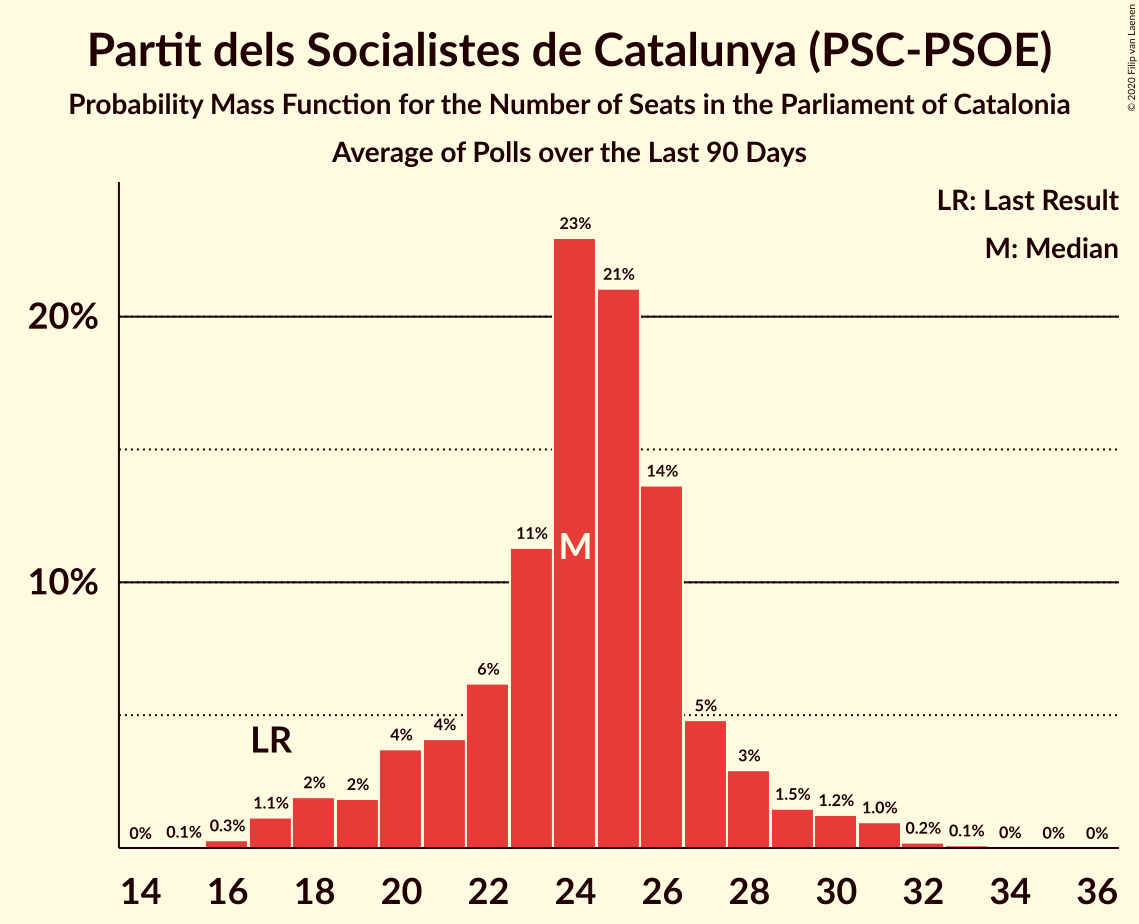 Partit dels Socialistes de Catalunya (PSC-PSOE)
Probability Mass Function for the Number of Seats in the Parliament of Catalonia
Average of Polls over the Last 90 Days
© 2020 Filip van Laenen
LR: Last Result
M: Median
20%
10%
0%
0.1%
0.3%
1.1%
2%
2%
4%
4%
6%
11%
23%
21%
14%
5%
3%
1.5%
1.2%
1.0%
0.2%
0.1%
0%
0%
0%
LR
M
14 16 18 20 22 24 26 28 30 32 34 36